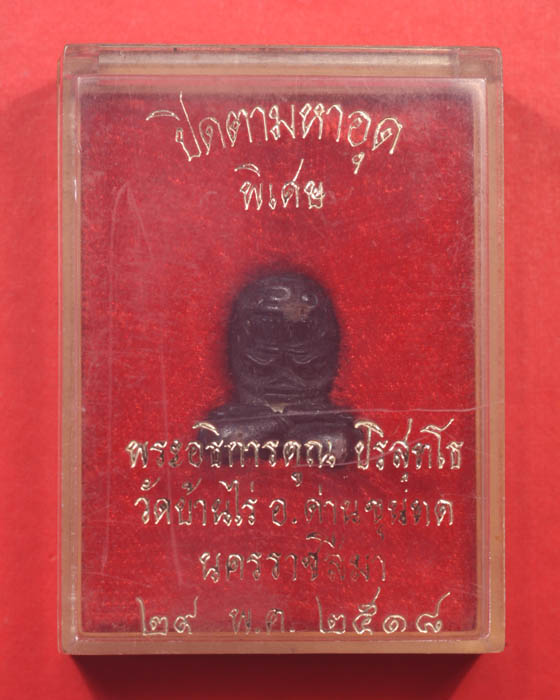 ปิดตามหาอุด
พิเศษ
พระอธิการคูณ ปริสุทโธ
วัดบ้านไร่ อ.ด่านขุนทด
นครราชสีมา
๒๙ พ.ค. ๒๕๑๘